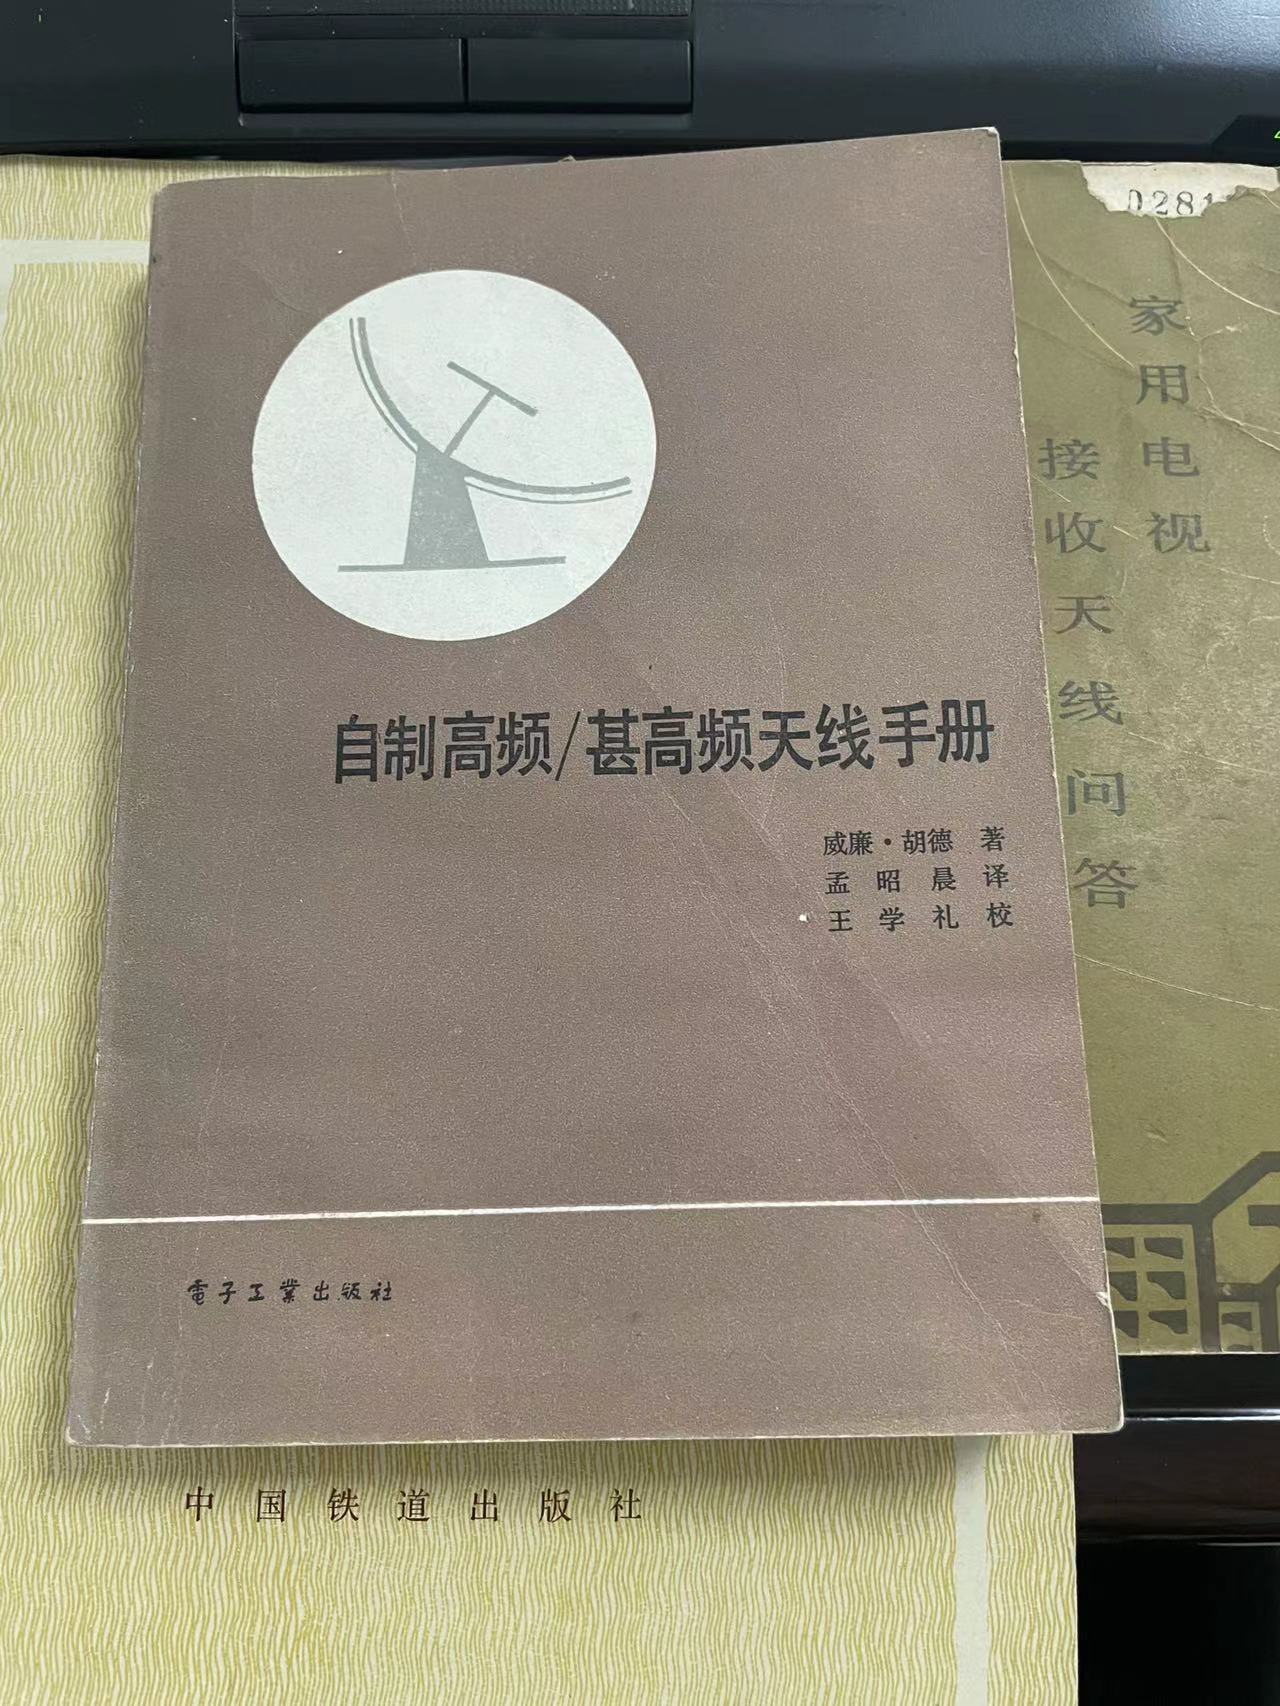 自制高频/甚高频天线手册
威廉·胡德 著
孟昭晨 译
王学礼 校
電子工業出版社
家用电视
接收天线问答
中国铁道出版社